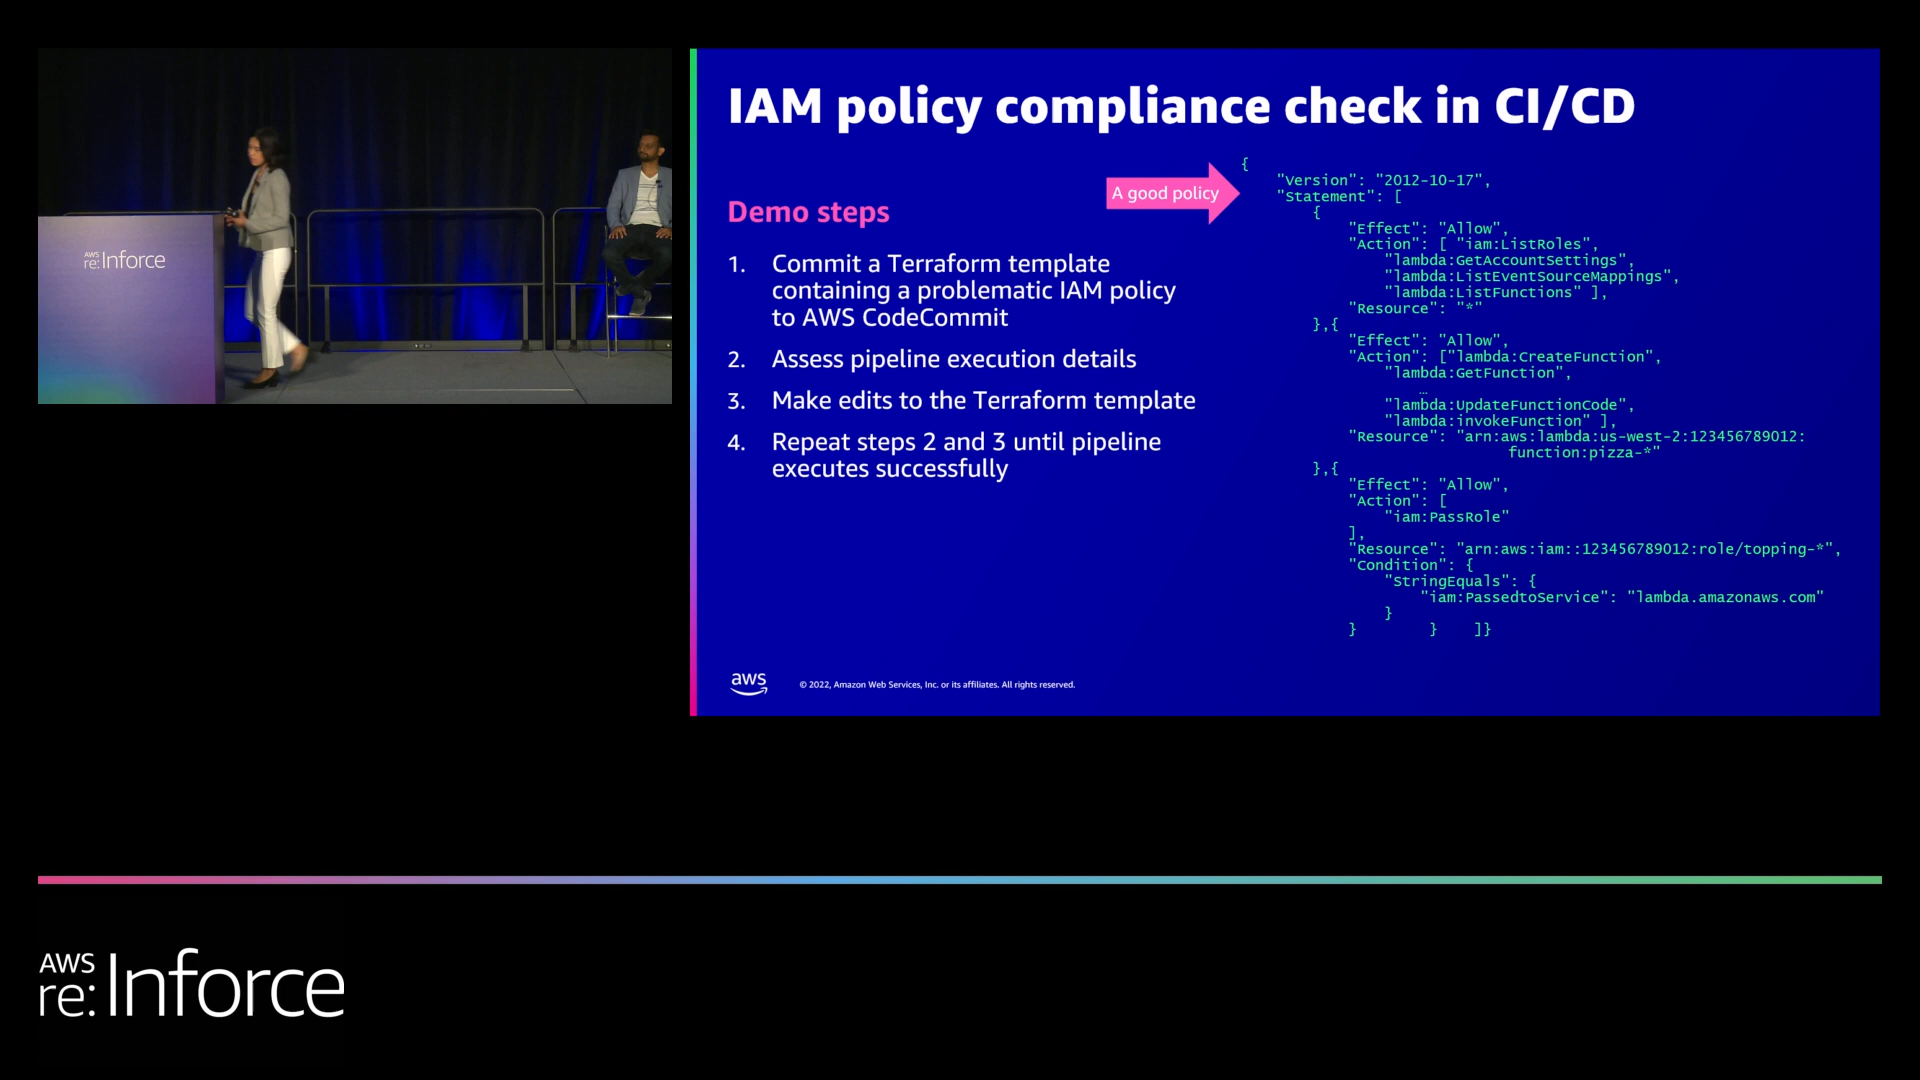 AWS
re:Inforce
IAM policy compliance check in CI/CD
Demo steps
1. Commit a Terraform template
containing a problematic IAM policy
to AWS CodeCommit
2. Assess pipeline execution details
3. Make edits to the Terraform template
4. Repeat steps 2 and 3 until pipeline
executes successfully
A good policy
{
"Version": "2012-10-17",
"Statement": [
{
"Effect": "Allow",
"Action": [ "iam:ListRoles",
"lambda:GetAccountSettings",
"lambda:ListEventSourceMappings",
"lambda:ListFunctions" ],
"Resource": "*"
},{
"Effect": "Allow",
"Action": ["lambda:CreateFunction",
"lambda:GetFunction",
…
"lambda:UpdateFunctionCode",
"lambda:invokeFunction" ],
"Resource": "arn:aws:lambda:us-west-2:123456789012:
function:pizza-*"
},{
"Effect": "Allow",
"Action": [
"iam:PassRole"
],
"Resource": "arn:aws:iam::123456789012:role/topping-*",
"Condition": {
"StringEquals": {
"iam:PassedtoService": "lambda.amazonaws.com"
}
} } ]}
aws
© 2022, Amazon Web Services, Inc. or its affiliates. All rights reserved.
AWS
re:Inforce